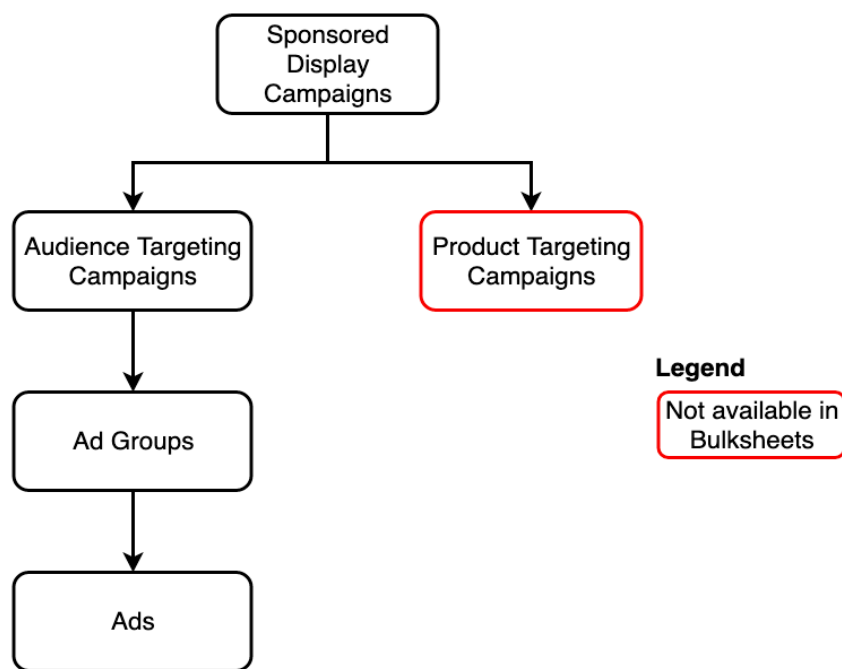 Sponsored
Display
Campaigns
Audience Targeting
Campaigns
Product Targeting
Campaigns
Legend
Not available in
Bulksheets
Ad Groups
Ads